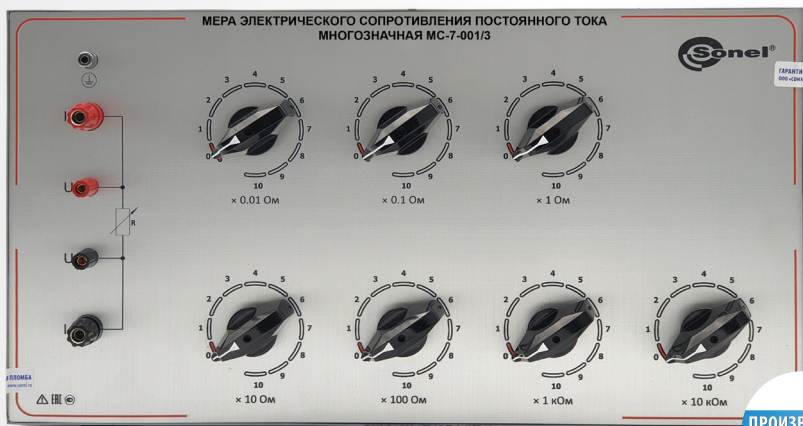 МЕРА ЭЛЕКТРИЧЕСКОГО СОПРОТИВЛЕНИЯ ПОСТОЯННОГО ТОКА
МНОГОЗНАЧНАЯ МС-7-001/3
Sonel®
ГАРАНТИ
I
U
R
U
I
0 1 2 3 4 5 6 7 8 9 10
× 0.01 Ом
0 1 2 3 4 5 6 7 8 9 10
× 0.1 Ом
0 1 2 3 4 5 6 7 8 9 10
× 1 Ом
0 1 2 3 4 5 6 7 8 9 10
× 10 Ом
0 1 2 3 4 5 6 7 8 9 10
× 100 Ом
0 1 2 3 4 5 6 7 8 9 10
× 1 кОм
0 1 2 3 4 5 6 7 8 9 10
× 10 кОм
ПЛОМБА
www.sonel.ru
EAC
ПРОИЗВ